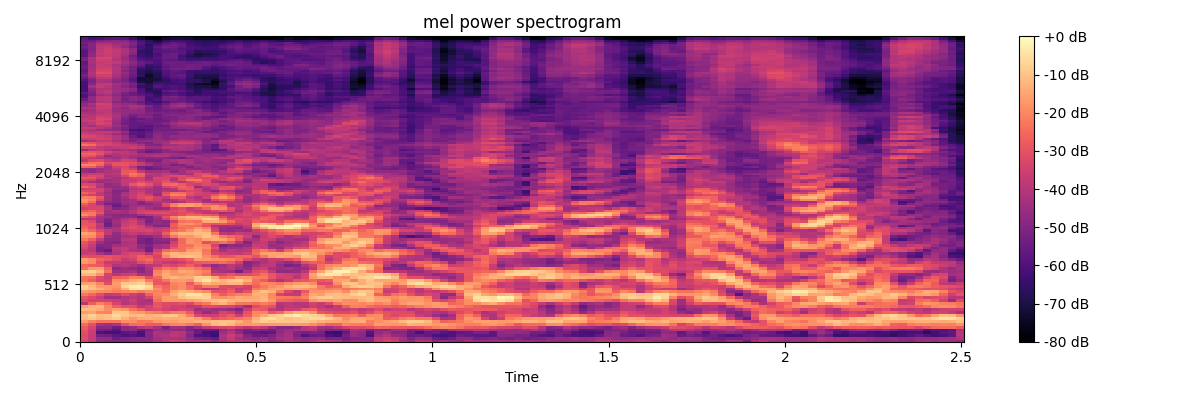 mel power spectrogram
8192
4096
2048
1024
512
0
Hz
0 0.5 1 1.5 2 2.5
Time
+0 dB
-10 dB
-20 dB
-30 dB
-40 dB
-50 dB
-60 dB
-70 dB
-80 dB